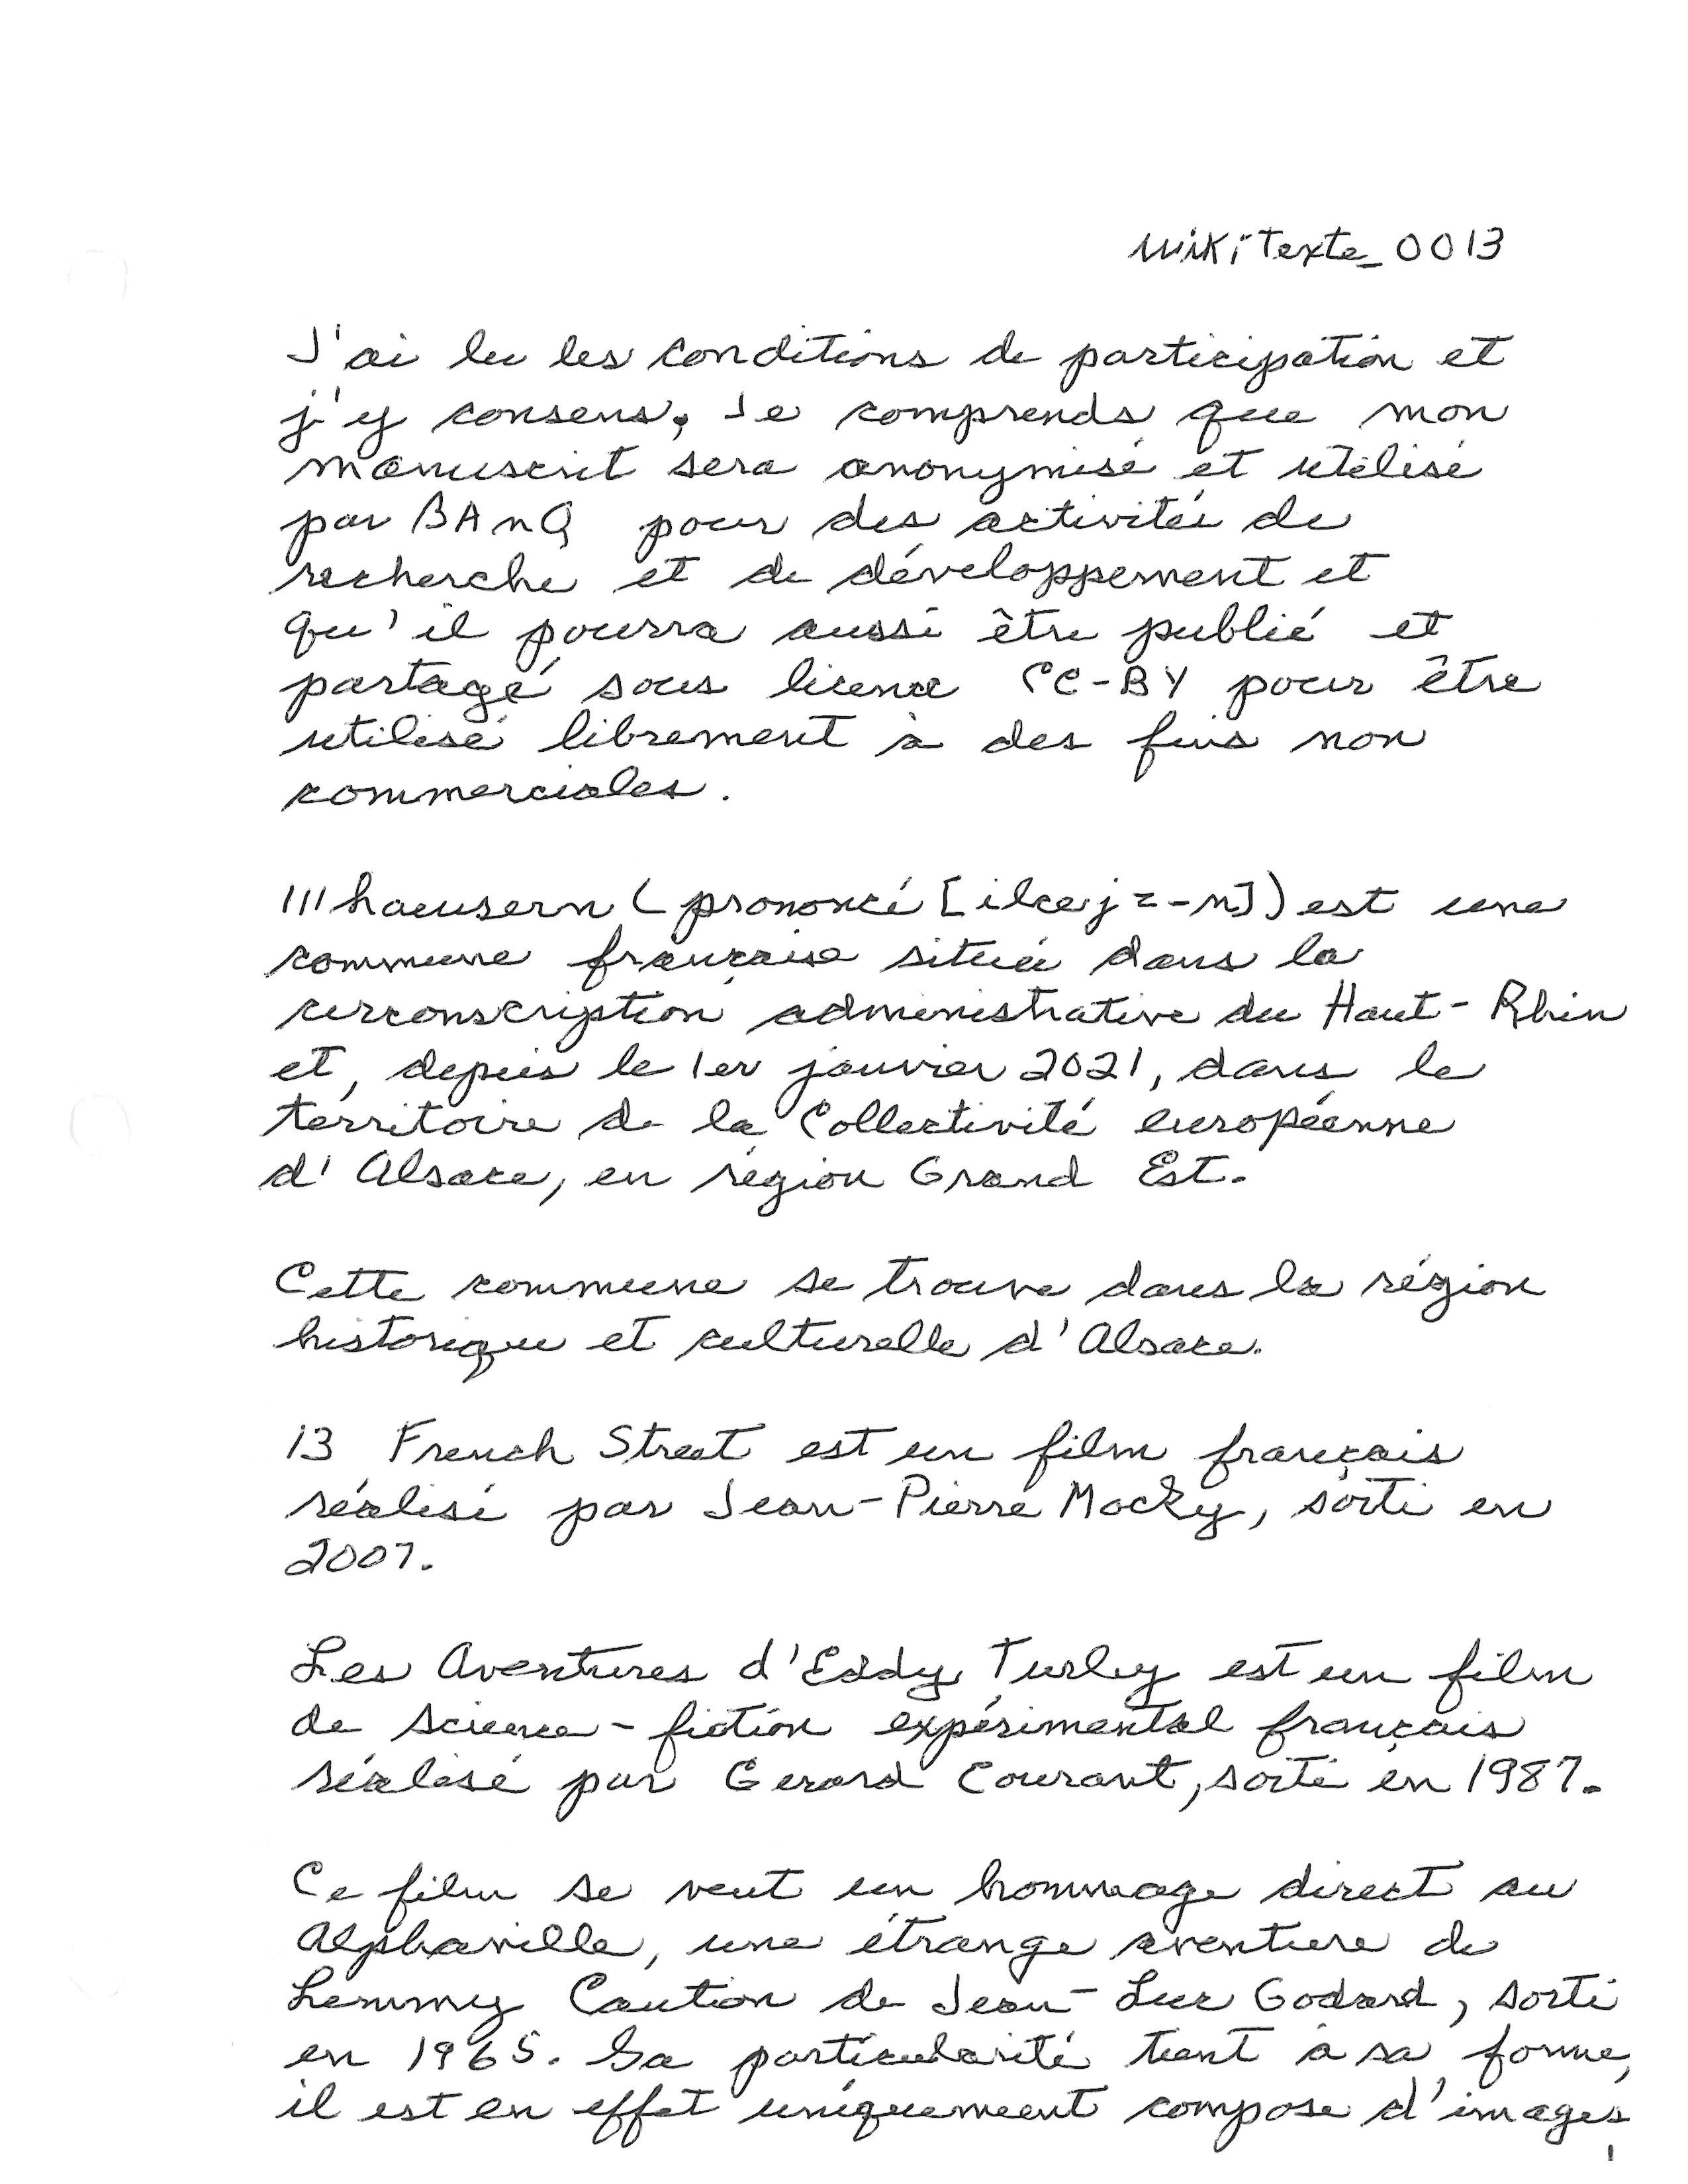 WikiTexte_0013
J'ai lu les conditions de participation et
j'y consens. Je comprends que mon
manuscrit sera anonymisé et utilisé
par BAnQ pour des activités de
recherche et de développement et
qu'il pourra aussi être publié et
partagé sous licence CC-BY pour être
utilisé librement à des fins non
commerciales.
Illhaeusern (prononcé [ilœjz-n]) est une
commune française située dans la
circonscription administrative du Haut-Rhin
et, depuis le 1er janvier 2021, dans le
territoire de la Collectivité européenne
d'Alsace, en région Grand Est.
Cette commune se trouve dans la région
historique et culturelle d'Alsace.
13 French Street est un film français
réalisé par Jean-Pierre Mocky, sorti en
2007.
Les Aventures d'Eddy Turley est un film
de science-fiction expérimental français
réalisé par Gerard Courant, sorti en 1987.
Ce film se veut un hommage direct au
Alphaville, une étrange aventure de
Lemmy Caution de Jean-Luc Godard, sorti
en 1965. Sa particularité tient à sa forme,
il est en effet uniquement composé d'images